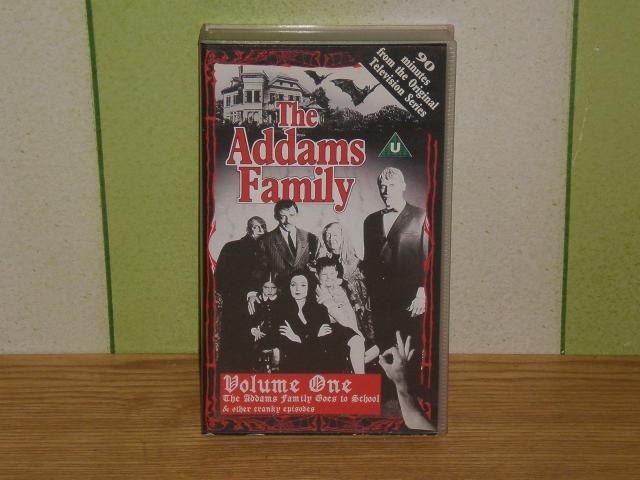 90
minutes
from the Original
Television Series
The
U
Addams
Family
Volume One
The Addams Family Goes to School
& other cranky episodes